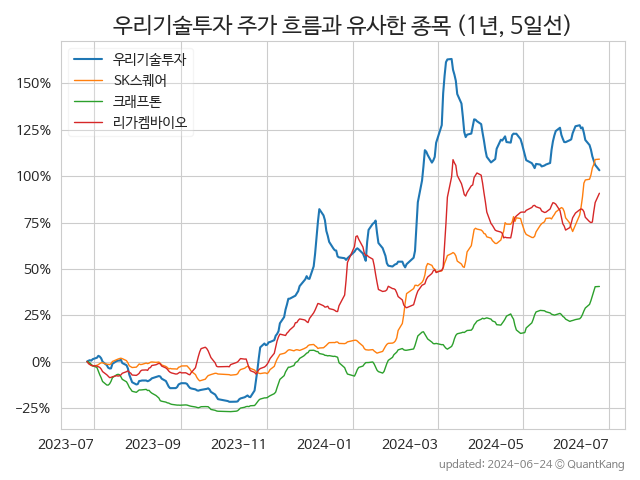 우리기술투자 주가 흐름과 유사한 종목 (1년, 5일선)
우리기술투자
SK스퀘어
크래프톤
리가켐바이오
150%
125%
100%
75%
50%
25%
0%
−25%
2023-07 2023-09 2023-11 2024-01 2024-03 2024-05 2024-07
updated: 2024-06-24 © QuantKang